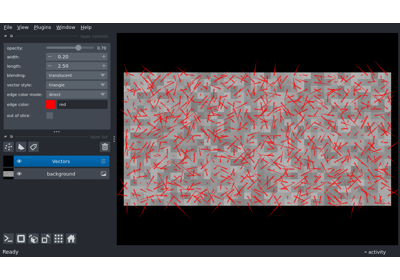 File View Plugins Window Help
opacity: 0.70
width: 0.20
length: 2.50
blending: translucent
vector style: triangle
edge color mode: direct
edge color: red
out of slice:
Vectors
background
Ready
activity